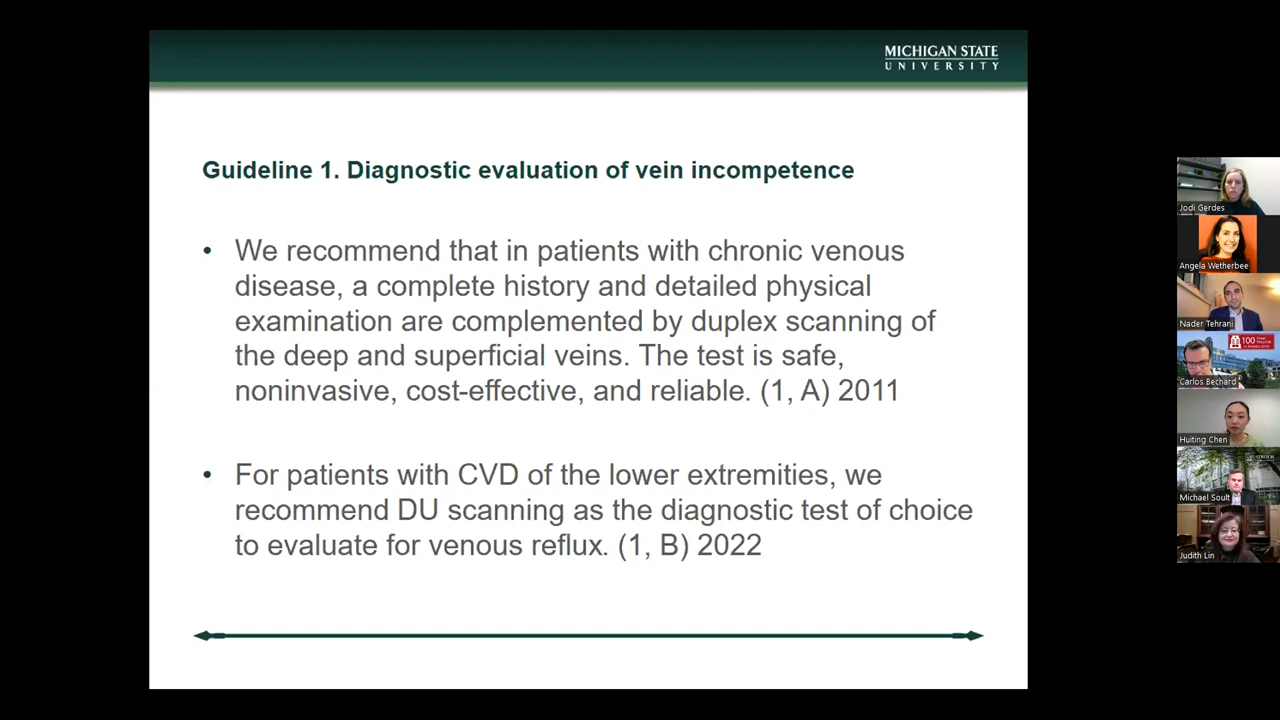 MICHIGAN STATE
UNIVERSITY
Guideline 1. Diagnostic evaluation of vein incompetence
• We recommend that in patients with chronic venous
disease, a complete history and detailed physical
examination are complemented by duplex scanning of
the deep and superficial veins. The test is safe,
noninvasive, cost-effective, and reliable. (1, A) 2011
• For patients with CVD of the lower extremities, we
recommend DU scanning as the diagnostic test of choice
to evaluate for venous reflux. (1, B) 2022
Jodi Gerdes
Angela Wetherbee
Nader Tehrani
100
Carlos Bechard
Huiting Chen
Michael Soult
Judith Lin